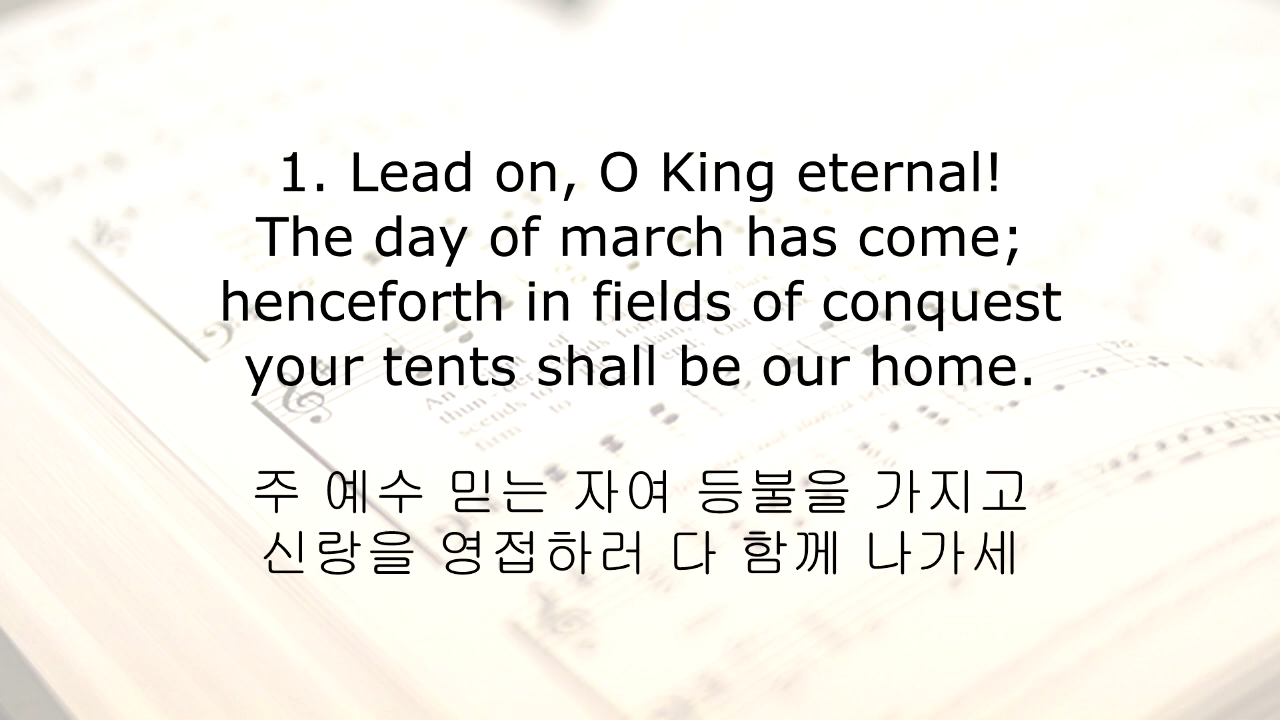 1. Lead on, O King eternal!
The day of march has come;
henceforth in fields of conquest
your tents shall be our home.
주 예수 믿는 자여 등불을 가지고
신랑을 영접하러 다 함께 나가세